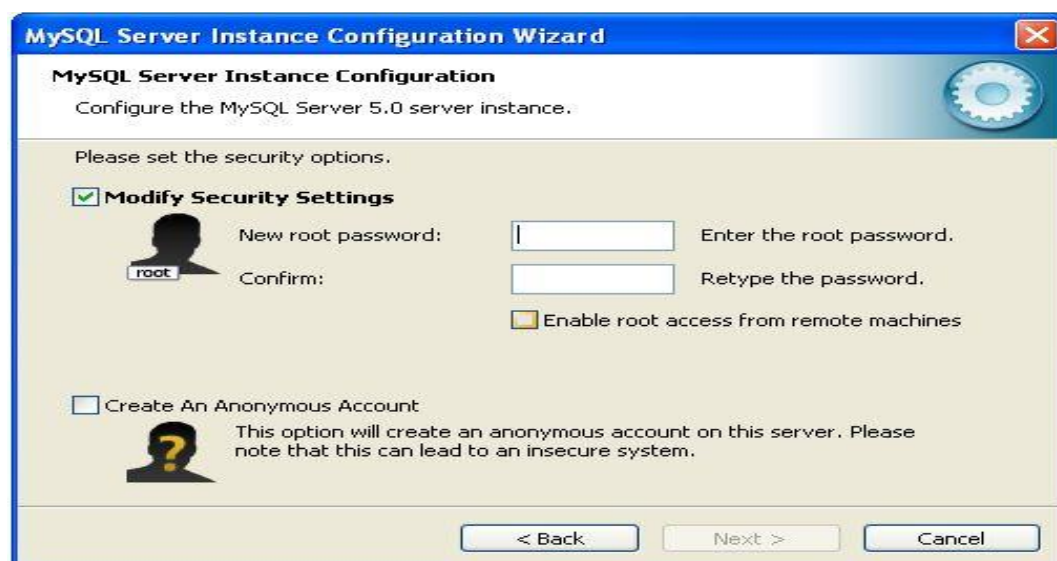 MySQL Server Instance Configuration Wizard
MySQL Server Instance Configuration
Configure the MySQL Server 5.0 server instance.
Please set the security options.
Modify Security Settings
New root password: Enter the root password.
root
Confirm: Retype the password.
Enable root access from remote machines
Create An Anonymous Account
?
This option will create an anonymous account on this server. Please
note that this can lead to an insecure system.
< Back Next > Cancel